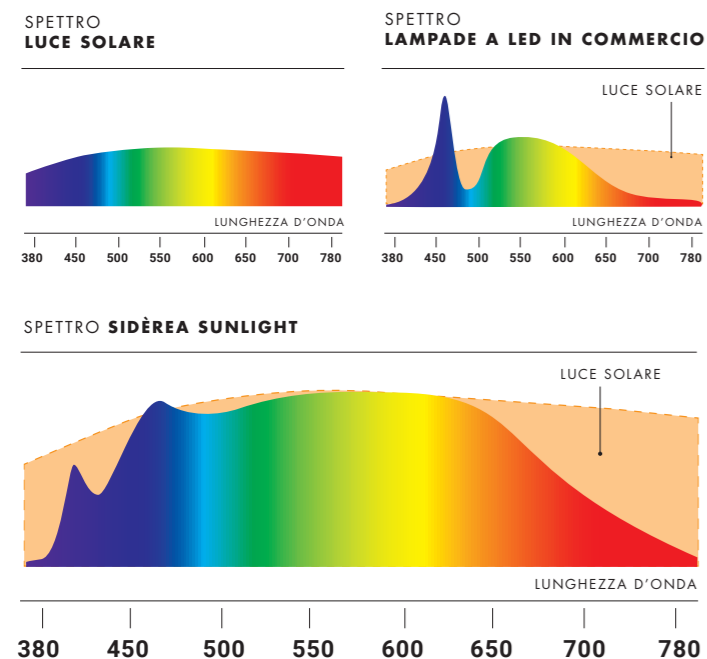 SPETTRO
LUCE SOLARE
LUNGHEZZA D'ONDA
380 450 500 550 600 650 700 780
SPETTRO
LAMPADE A LED IN COMMERCIO
LUCE SOLARE
LUNGHEZZA D'ONDA
380 450 500 550 600 650 700 780
SPETTRO SIDÈREA SUNLIGHT
LUCE SOLARE
LUNGHEZZA D'ONDA
380 450 500 550 600 650 700 780